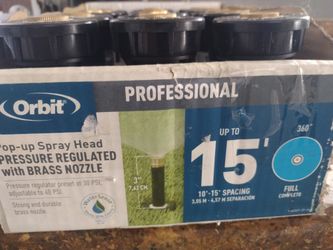 Orbit
PROFESSIONAL
Pop-up Spray Head
PRESSURE REGULATED
with BRASS NOZZLE
Pressure regulator preset at 30 PSI,
adjustable to 40 PSI
Strong and durable
brass nozzle.
3"
7,62 CM
UP TO
15'
10'-15' SPACING
3,05 M - 4,57 M SEPARACIÓN
360°
FULL
COMPLETO